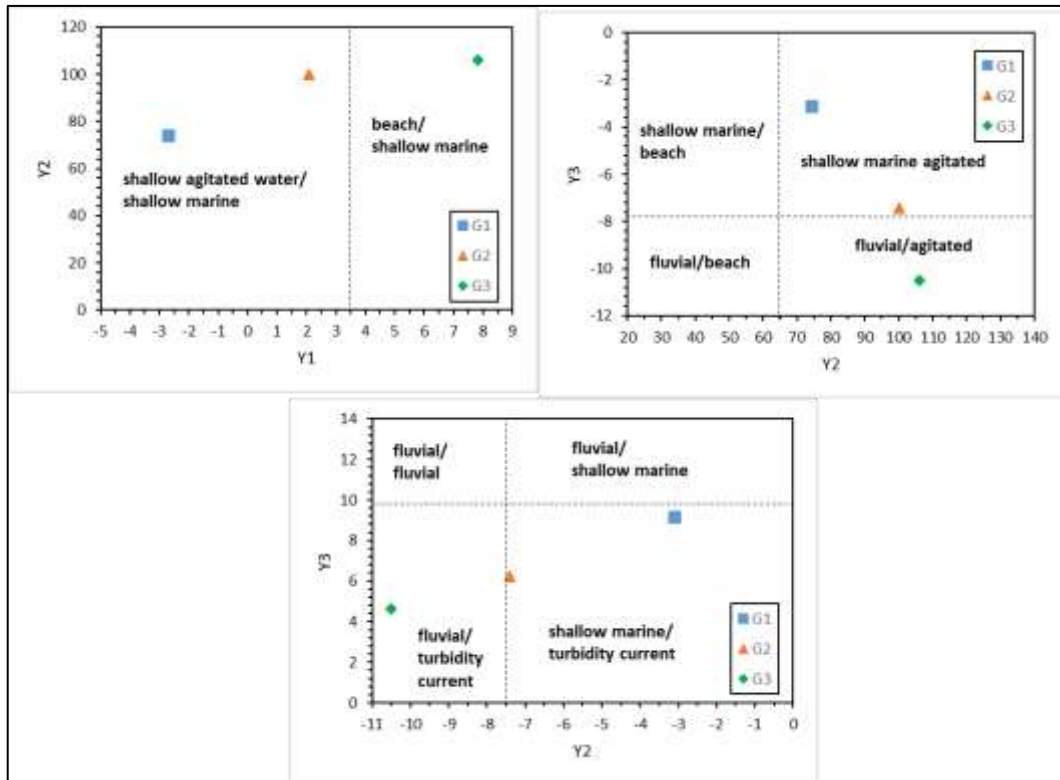 120
100
80
60
40
20
0
Y2
beach/
shallow marine
shallow agitated water/
shallow marine
G1
G2
G3
-5 -4 -3 -2 -1 0 1 2 3 4 5 6 7 8 9
Y1
0
-2
-4
-6
-8
-10
-12
Y3
G1
G2
G3
shallow marine/
beach
shallow marine agitated
fluvial/beach
fluvial/agitated
20 30 40 50 60 70 80 90 100 110 120 130 140
Y2
14
12
10
8
6
4
2
0
Y3
fluvial/
fluvial
fluvial/
shallow marine
fluvial/
turbidity
current
shallow marine/
turbidity current
G1
G2
G3
-11 -10 -9 -8 -7 -6 -5 -4 -3 -2 -1 0
Y2